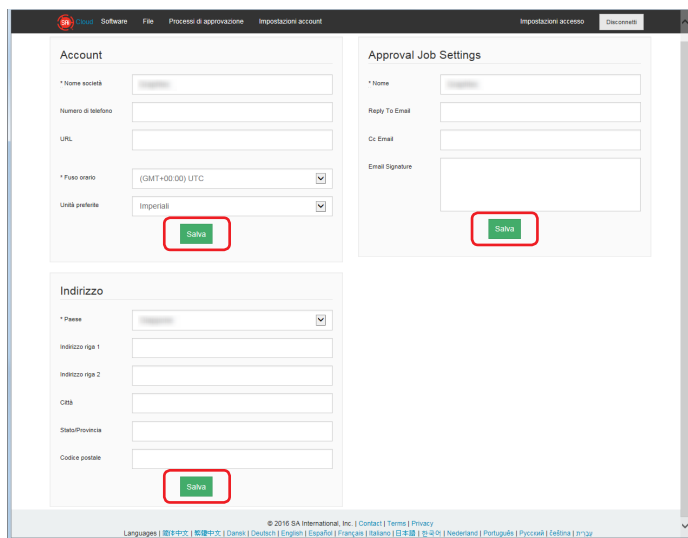 SAi Cloud Software File Processi di approvazione Impostazioni account Impostazioni accesso Disconnetti
Account
* Nome società
Numero di telefono
URL
* Fuso orario (GMT+00:00) UTC
Unità preferite Imperiali
Salva
Approval Job Settings
* Nome
Reply To Email
Cc Email
Email Signature
Salva
Indirizzo
* Paese
Indirizzo riga 1
Indirizzo riga 2
Città
Stato/Provincia
Codice postale
Salva
© 2016 SA International, Inc. | Contact | Terms | Privacy
Languages | 简体中文 | 繁體中文 | Dansk | Deutsch | English | Español | Français | Italiano | 日本語 | 한국어 | Nederland | Português | Русский | čeština | עברית